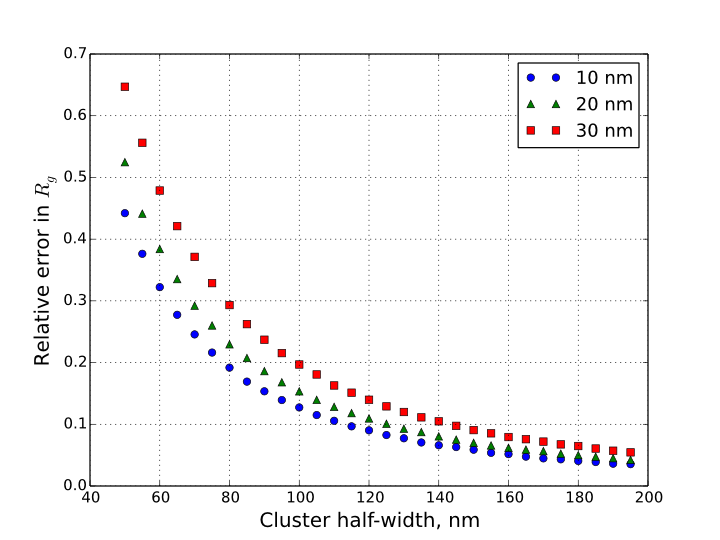 0.7
0.6
0.5
0.4
0.3
0.2
0.1
0.0
Relative error in R_g
10 nm
20 nm
30 nm
40 60 80 100 120 140 160 180 200
Cluster half-width, nm